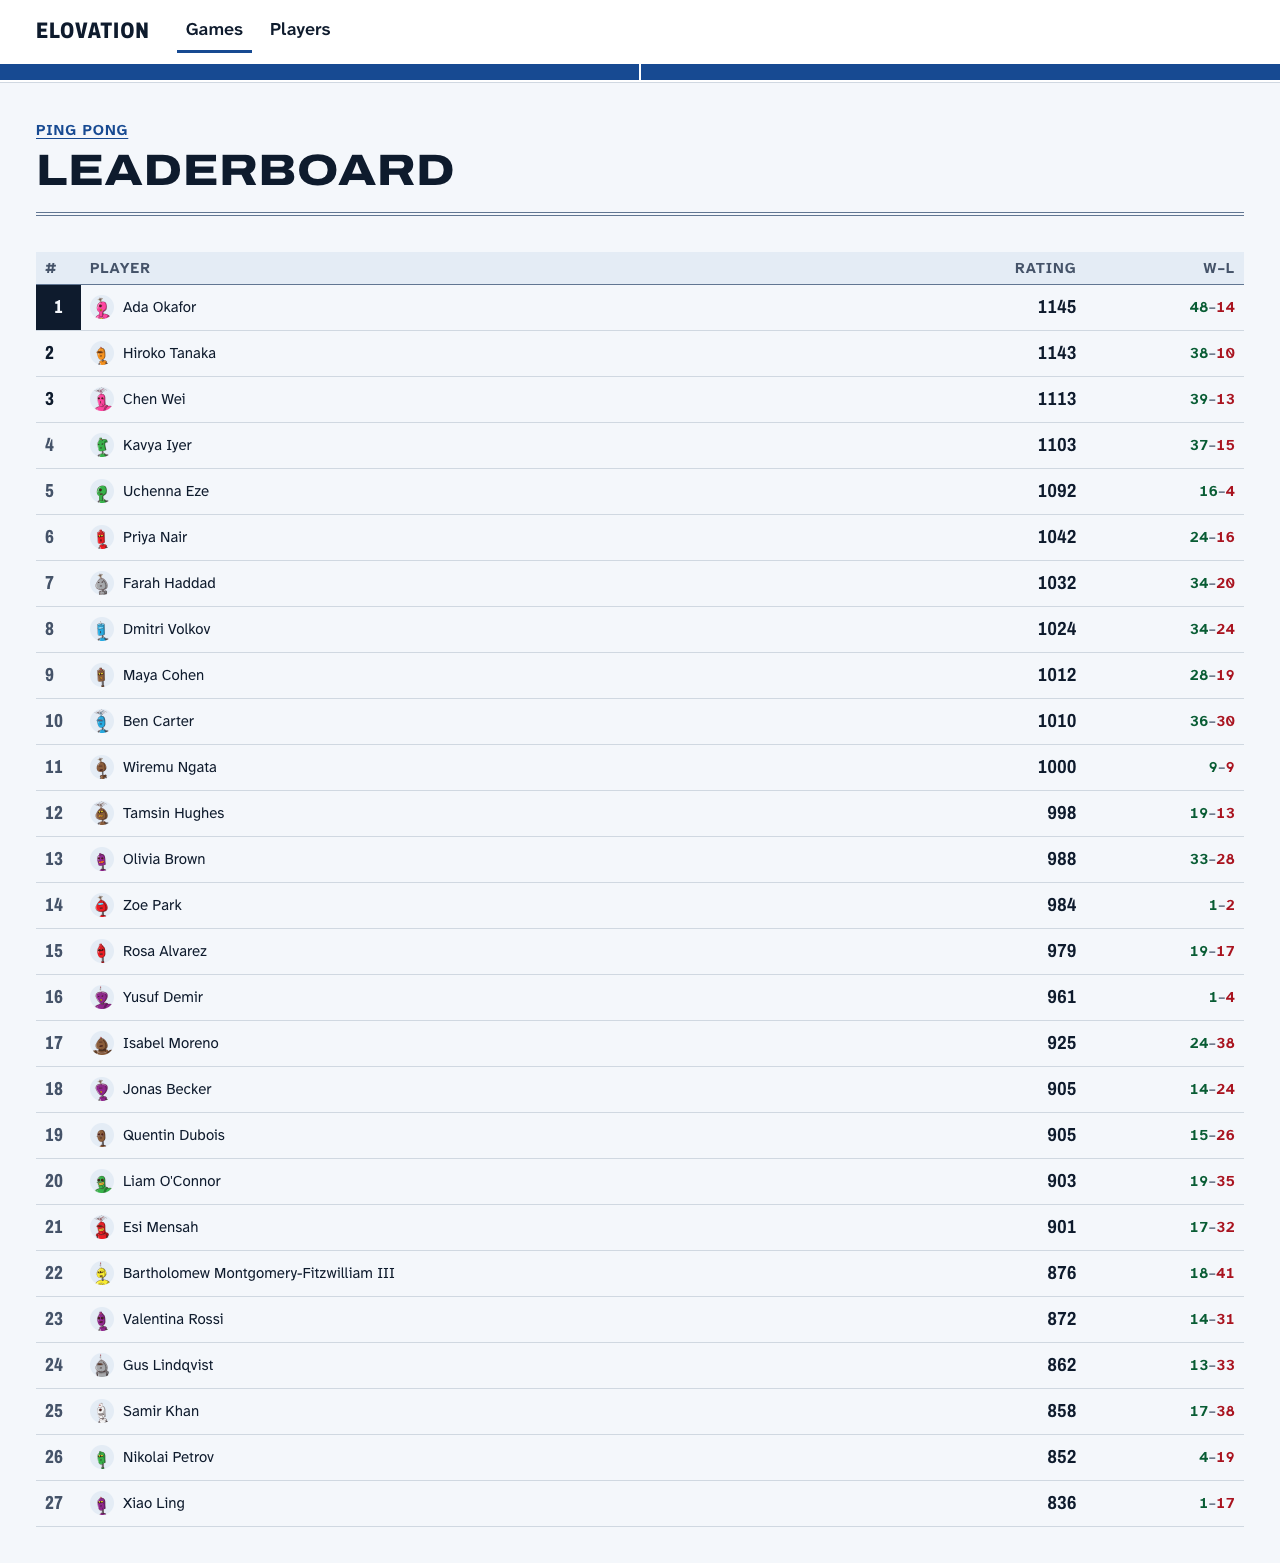 ELOVATION Games Players
PING PONG
LEADERBOARD
# PLAYER RATING W–L
1 Ada Okafor 1145 48–14
2 Hiroko Tanaka 1143 38–10
3 Chen Wei 1113 39–13
4 Kavya Iyer 1103 37–15
5 Uchenna Eze 1092 16–4
6 Priya Nair 1042 24–16
7 Farah Haddad 1032 34–20
8 Dmitri Volkov 1024 34–24
9 Maya Cohen 1012 28–19
10 Ben Carter 1010 36–30
11 Wiremu Ngata 1000 9–9
12 Tamsin Hughes 998 19–13
13 Olivia Brown 988 33–28
14 Zoe Park 984 1–2
15 Rosa Alvarez 979 19–17
16 Yusuf Demir 961 1–4
17 Isabel Moreno 925 24–38
18 Jonas Becker 905 14–24
19 Quentin Dubois 905 15–26
20 Liam O'Connor 903 19–35
21 Esi Mensah 901 17–32
22 Bartholomew Montgomery-Fitzwilliam III 876 18–41
23 Valentina Rossi 872 14–31
24 Gus Lindqvist 862 13–33
25 Samir Khan 858 17–38
26 Nikolai Petrov 852 4–19
27 Xiao Ling 836 1–17